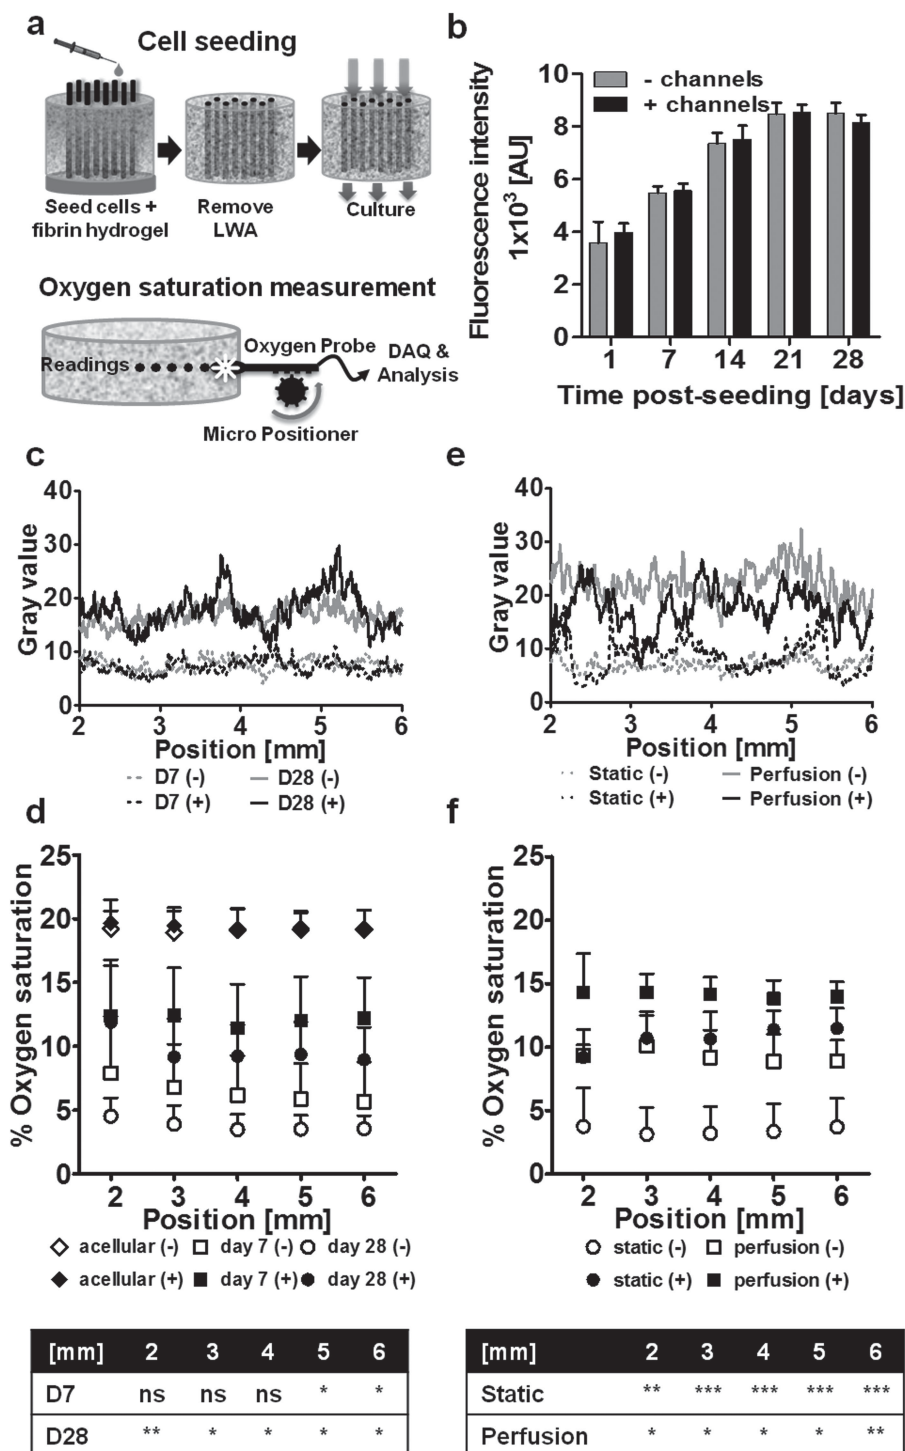 a
Cell seeding
Seed cells +
fibrin hydrogel
Remove
LWA
Culture
Oxygen saturation measurement
Readings
Oxygen Probe
DAQ &
Analysis
Micro Positioner
b
Fluorescence intensity
1x10³ [AU]
10
8
6
4
2
0
- channels
+ channels
1 7 14 21 28
Time post-seeding [days]
c
Gray value
40
30
20
10
0
2 3 4 5 6
Position [mm]
D7 (-) D28 (-)
D7 (+) D28 (+)
e
Gray value
40
30
20
10
0
2 3 4 5 6
Position [mm]
Static (-) Perfusion (-)
Static (+) Perfusion (+)
d
% Oxygen saturation
25
20
15
10
5
0
2 3 4 5 6
Position [mm]
acellular (-) day 7 (-) day 28 (-)
acellular (+) day 7 (+) day 28 (+)
f
% Oxygen saturation
25
20
15
10
5
0
2 3 4 5 6
Position [mm]
static (-) perfusion (-)
static (+) perfusion (+)
[mm] 2 3 4 5 6
D7 ns ns ns * *
D28 ** * * * *
[mm] 2 3 4 5 6
Static ** *** *** *** ***
Perfusion * * * * **